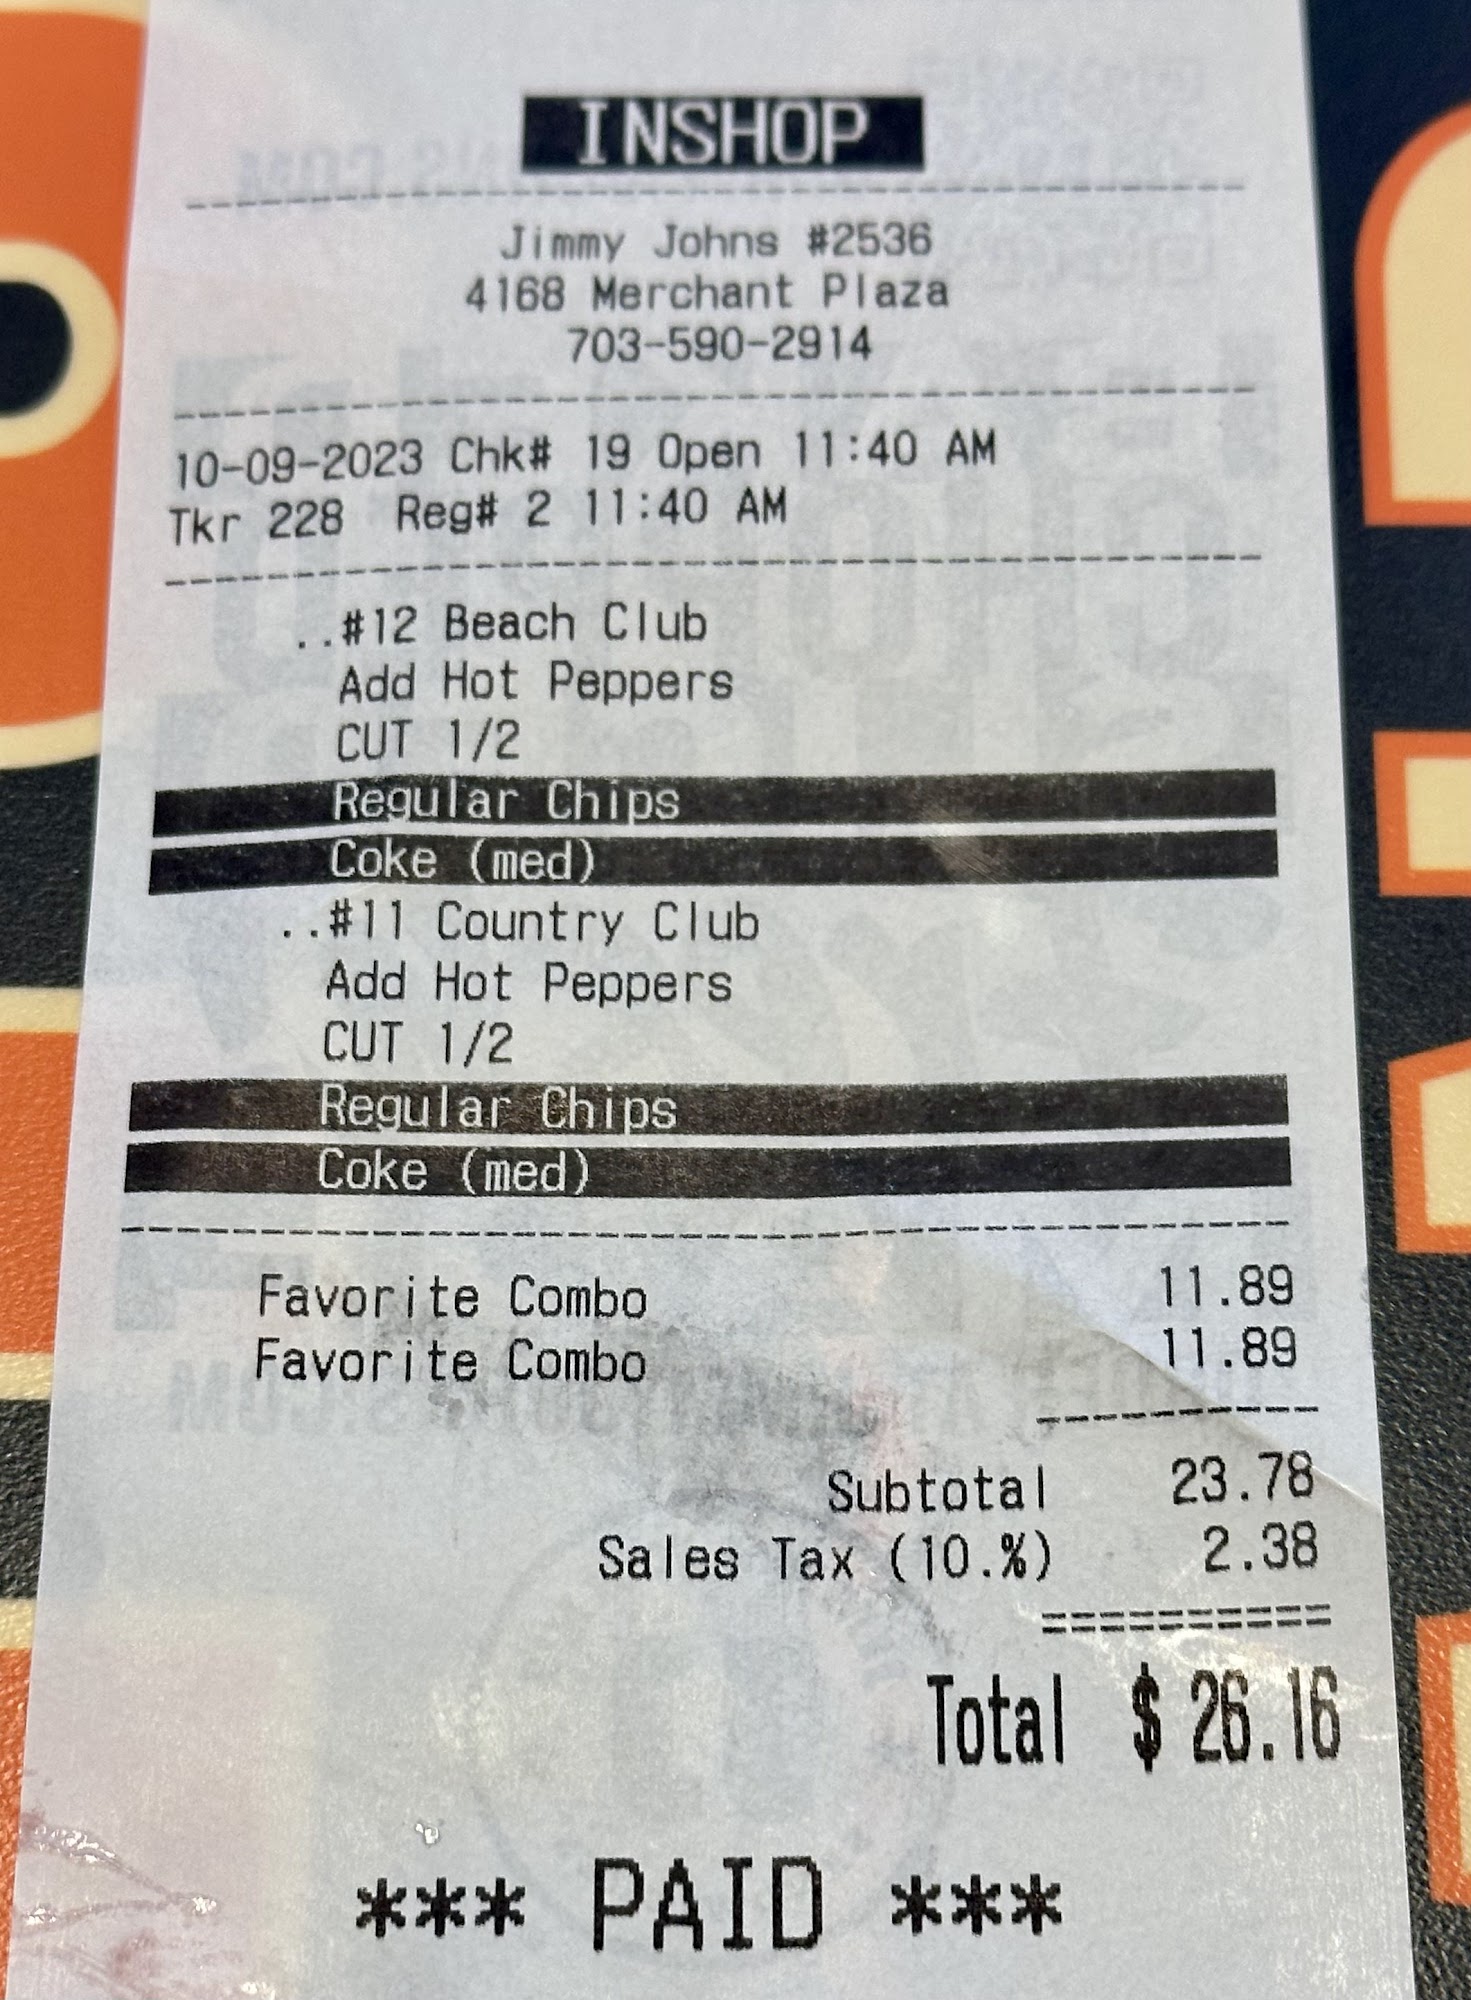 INSHOP
Jimmy Johns #2536
4168 Merchant Plaza
703-590-2914
10-09-2023 Chk# 19 Open 11:40 AM
Tkr 228 Reg# 2 11:40 AM
..#12 Beach Club
Add Hot Peppers
CUT 1/2
Regular Chips
Coke (med)
..#11 Country Club
Add Hot Peppers
CUT 1/2
Regular Chips
Coke (med)
Favorite Combo 11.89
Favorite Combo 11.89
Subtotal 23.78
Sales Tax (10.%) 2.38
==========
Total $ 26.16
*** PAID ***